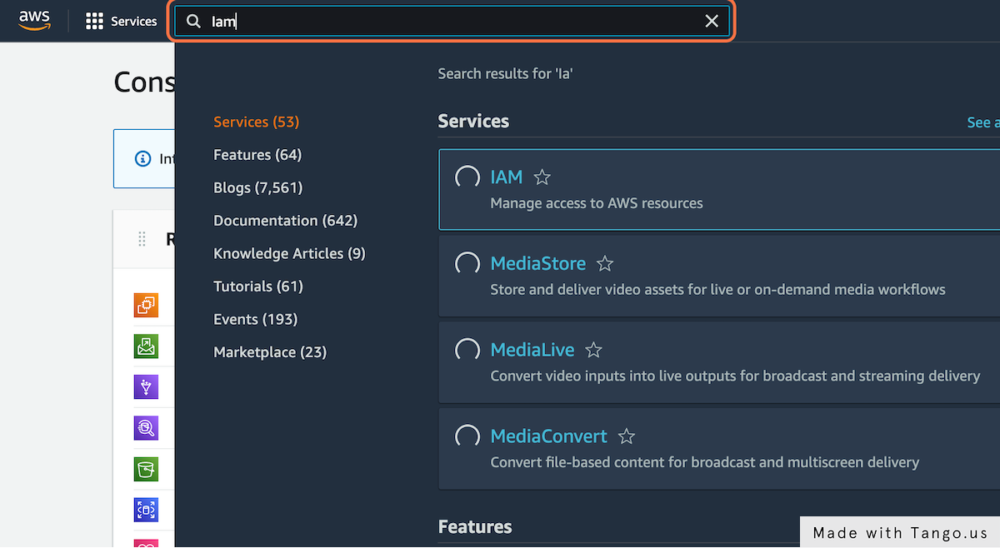 aws
Services
Iam
Cons
Int
R
Search results for 'Ia'
Services (53)
Features (64)
Blogs (7,561)
Documentation (642)
Knowledge Articles (9)
Tutorials (61)
Events (193)
Marketplace (23)
Services
See a
IAM
Manage access to AWS resources
MediaStore
Store and deliver video assets for live or on-demand media workflows
MediaLive
Convert video inputs into live outputs for broadcast and streaming delivery
MediaConvert
Convert file-based content for broadcast and multiscreen delivery
Features
Made with Tango.us